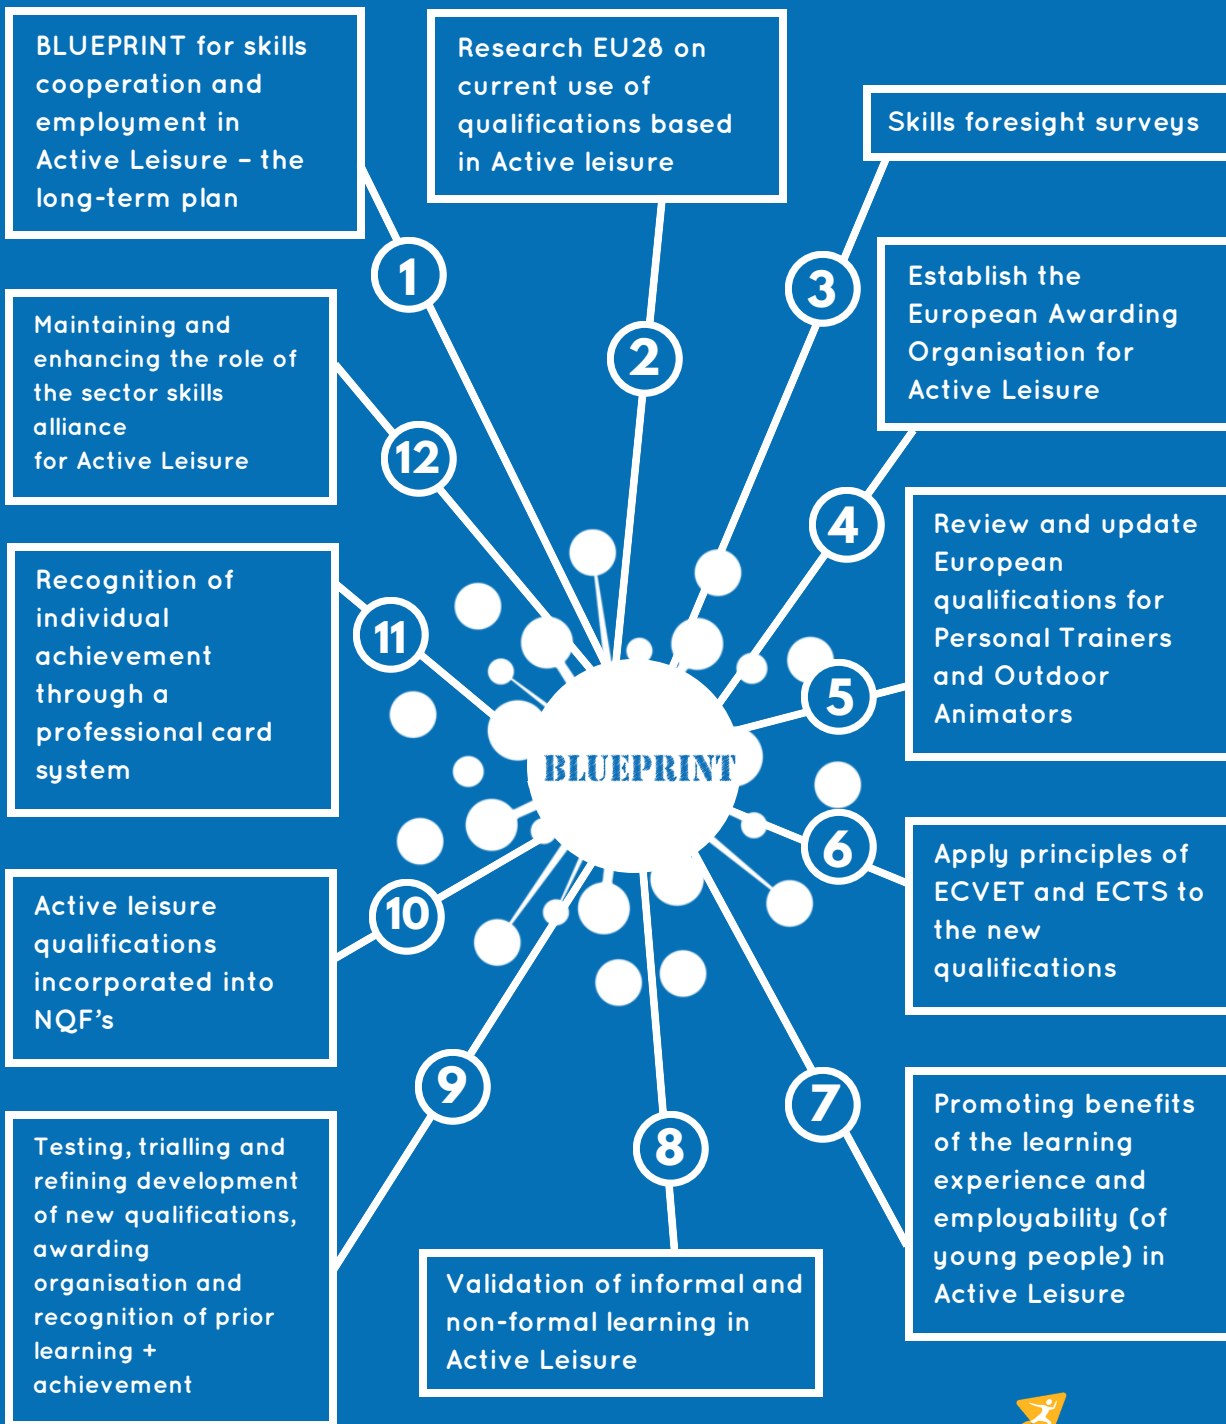 1
BLUEPRINT for skills
cooperation and
employment in
Active Leisure – the
long-term plan
2
Research EU28 on
current use of
qualifications based
in Active leisure
3
Skills foresight surveys
4
Establish the
European Awarding
Organisation for
Active Leisure
5
Review and update
European
qualifications for
Personal Trainers
and Outdoor
Animators
6
Apply principles of
ECVET and ECTS to
the new
qualifications
7
Promoting benefits
of the learning
experience and
employability (of
young people) in
Active Leisure
8
Validation of informal and
non-formal learning in
Active Leisure
9
Testing, trialling and
refining development
of new qualifications,
awarding
organisation and
recognition of prior
learning +
achievement
10
Active leisure
qualifications
incorporated into
NQF’s
11
Recognition of
individual
achievement
through a
professional card
system
12
Maintaining and
enhancing the role of
the sector skills
alliance
for Active Leisure
BLUEPRINT